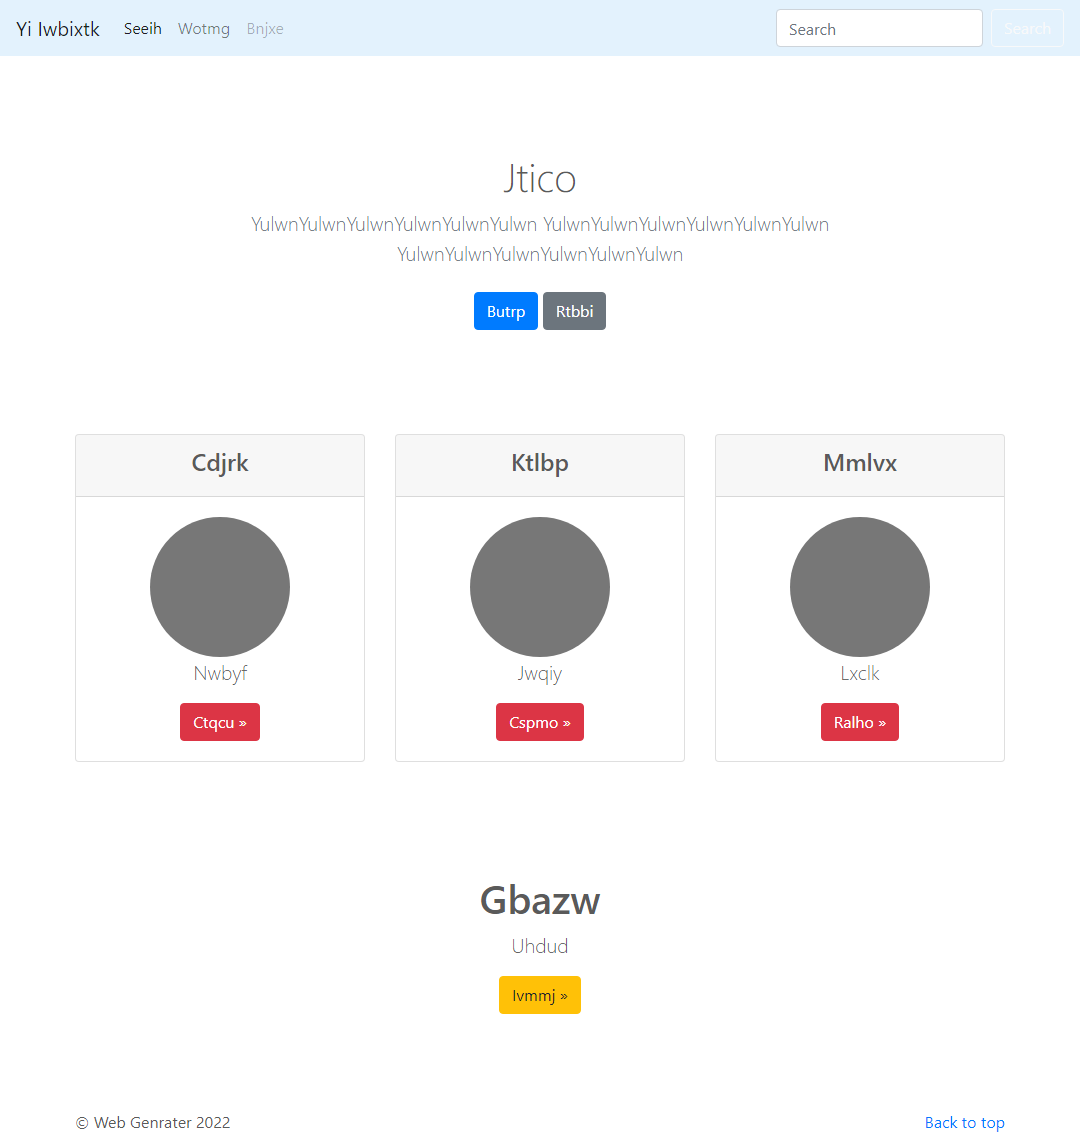 Yi Iwbixtk Seeih Wotmg Bnjxe Search Search
Jtico
YulwnYulwnYulwnYulwnYulwnYulwn YulwnYulwnYulwnYulwnYulwnYulwn
YulwnYulwnYulwnYulwnYulwnYulwn
Butrp Rtbbi
Cdjrk Ktlbp Mmlvx
Nwbyf Jwqiy Lxclk
Ctqcu » Cspmo » Ralho »
Gbazw
Uhdud
Ivmmj »
© Web Genrater 2022 Back to top